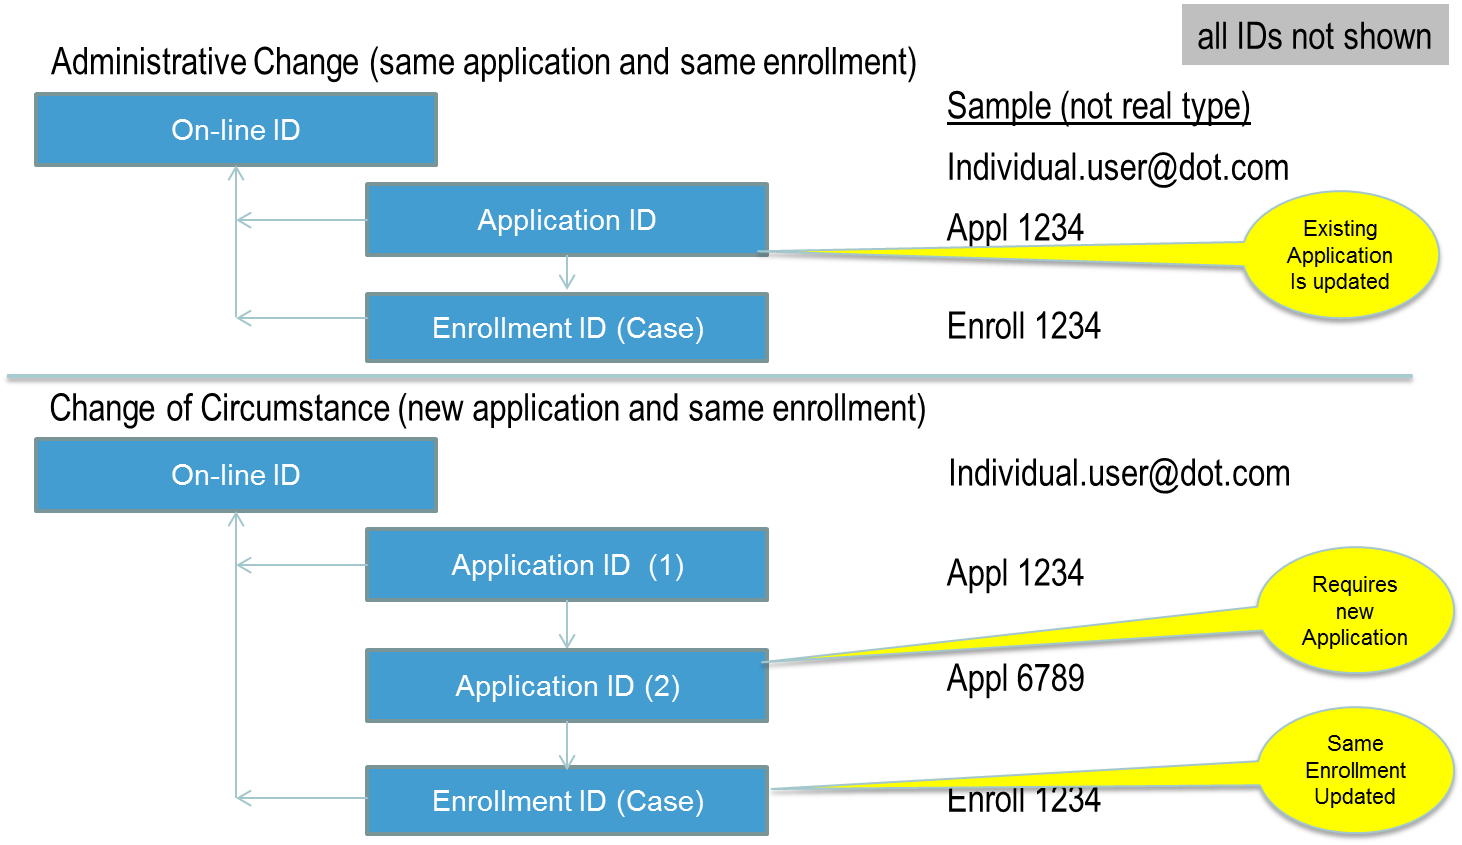 all IDs not shown
Administrative Change (same application and same enrollment)
On-line ID
Sample (not real type)
Individual.user@dot.com
Application ID
Appl 1234
Existing
Application
Is updated
Enrollment ID (Case)
Enroll 1234
Change of Circumstance (new application and same enrollment)
On-line ID
Individual.user@dot.com
Application ID  (1)
Appl 1234
Requires
new
Application
Application ID (2)
Appl 6789
Same
Enrollment
Updated
Enrollment ID (Case)
Enroll 1234